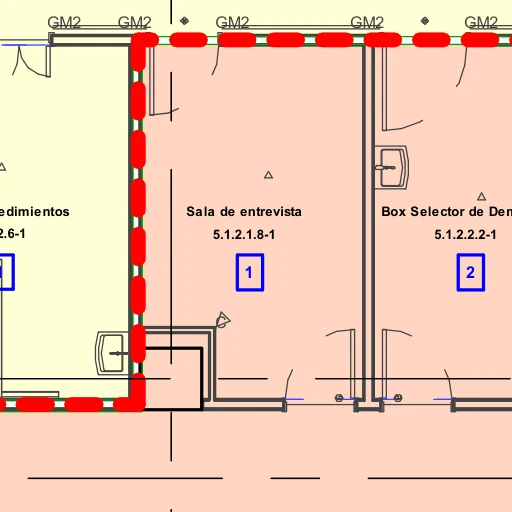 GM2 GM2 GM2 GM2 GM2
edimientos
2.6-1
Sala de entrevista
5.1.2.1.8-1
1
Box Selector de Den
5.1.2.2.2-1
2